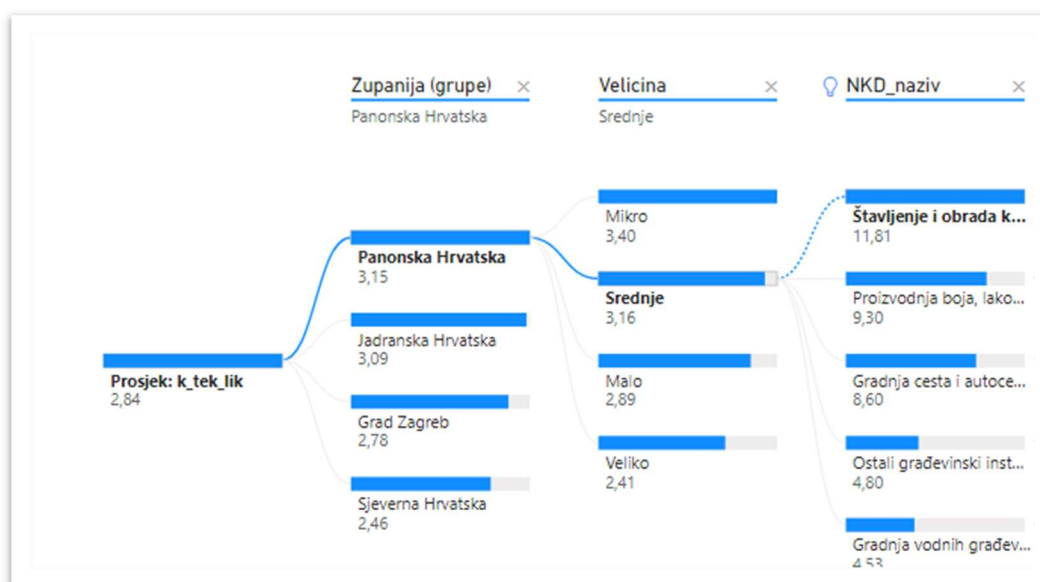 Zupanija (grupe) ×
Panonska Hrvatska
Velicina ×
Srednje
NKD_naziv ×
Prosjek: k_tek_lik
2,84
Panonska Hrvatska
3,15
Jadranska Hrvatska
3,09
Grad Zagreb
2,78
Sjeverna Hrvatska
2,46
Mikro
3,40
Srednje
3,16
Malo
2,89
Veliko
2,41
Štavljenje i obrada k...
11,81
Proizvodnja boja, lako...
9,30
Gradnja cesta i autoce...
8,60
Ostali građevinski inst...
4,80
Gradnja vodnih građev...
4,53